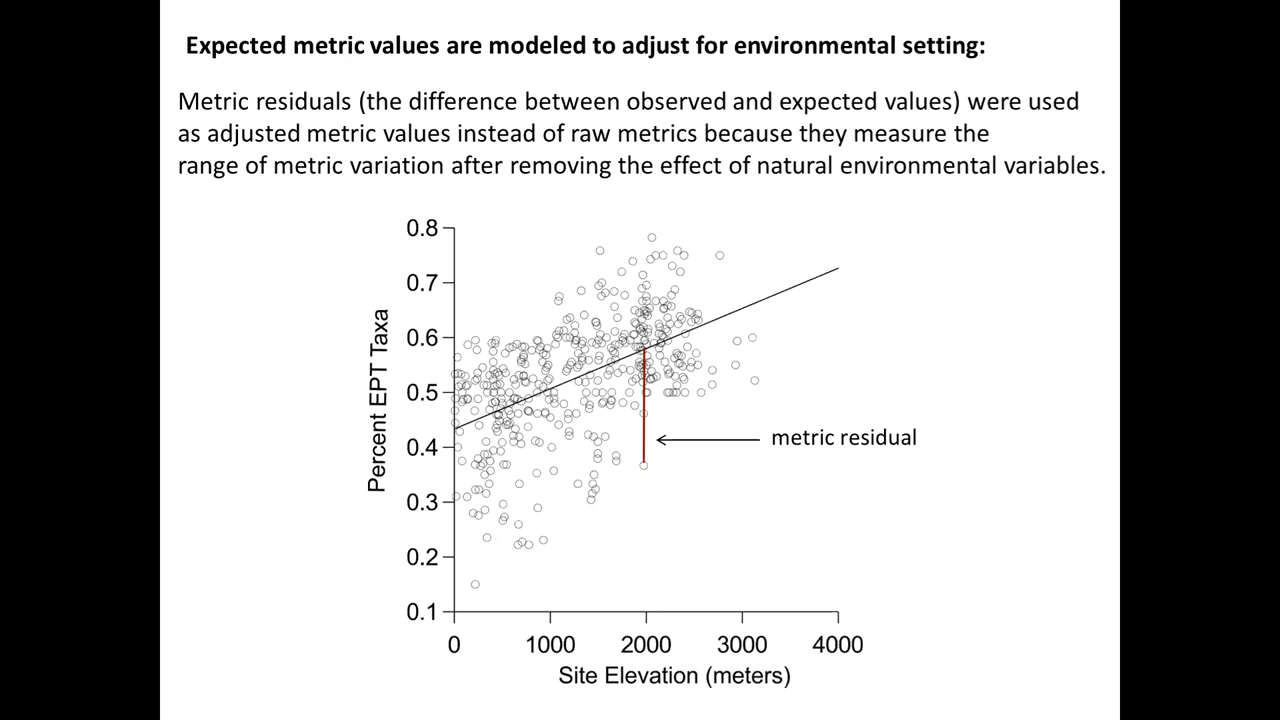 Expected metric values are modeled to adjust for environmental setting:
Metric residuals (the difference between observed and expected values) were used
as adjusted metric values instead of raw metrics because they measure the
range of metric variation after removing the effect of natural environmental variables.
0.8
0.7
0.6
0.5
0.4
0.3
0.2
0.1
Percent EPT Taxa
metric residual
0 1000 2000 3000 4000
Site Elevation (meters)